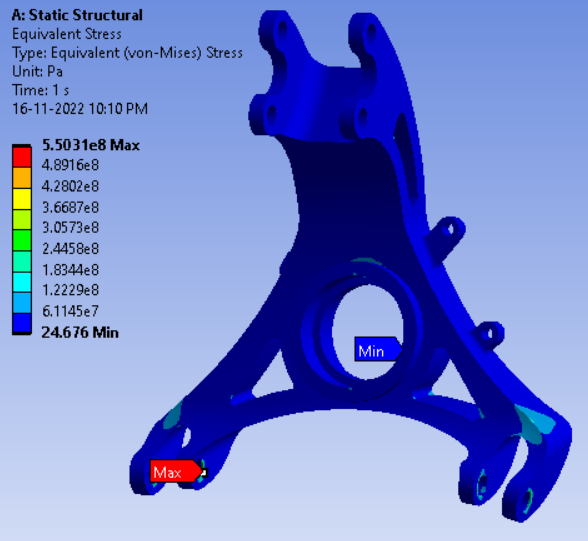 A: Static Structural
Equivalent Stress
Type: Equivalent (von-Mises) Stress
Unit: Pa
Time: 1 s
16-11-2022 10:10 PM
5.5031e8 Max
4.8916e8
4.2802e8
3.6687e8
3.0573e8
2.4458e8
1.8344e8
1.2229e8
6.1145e7
24.676 Min
Min
Max